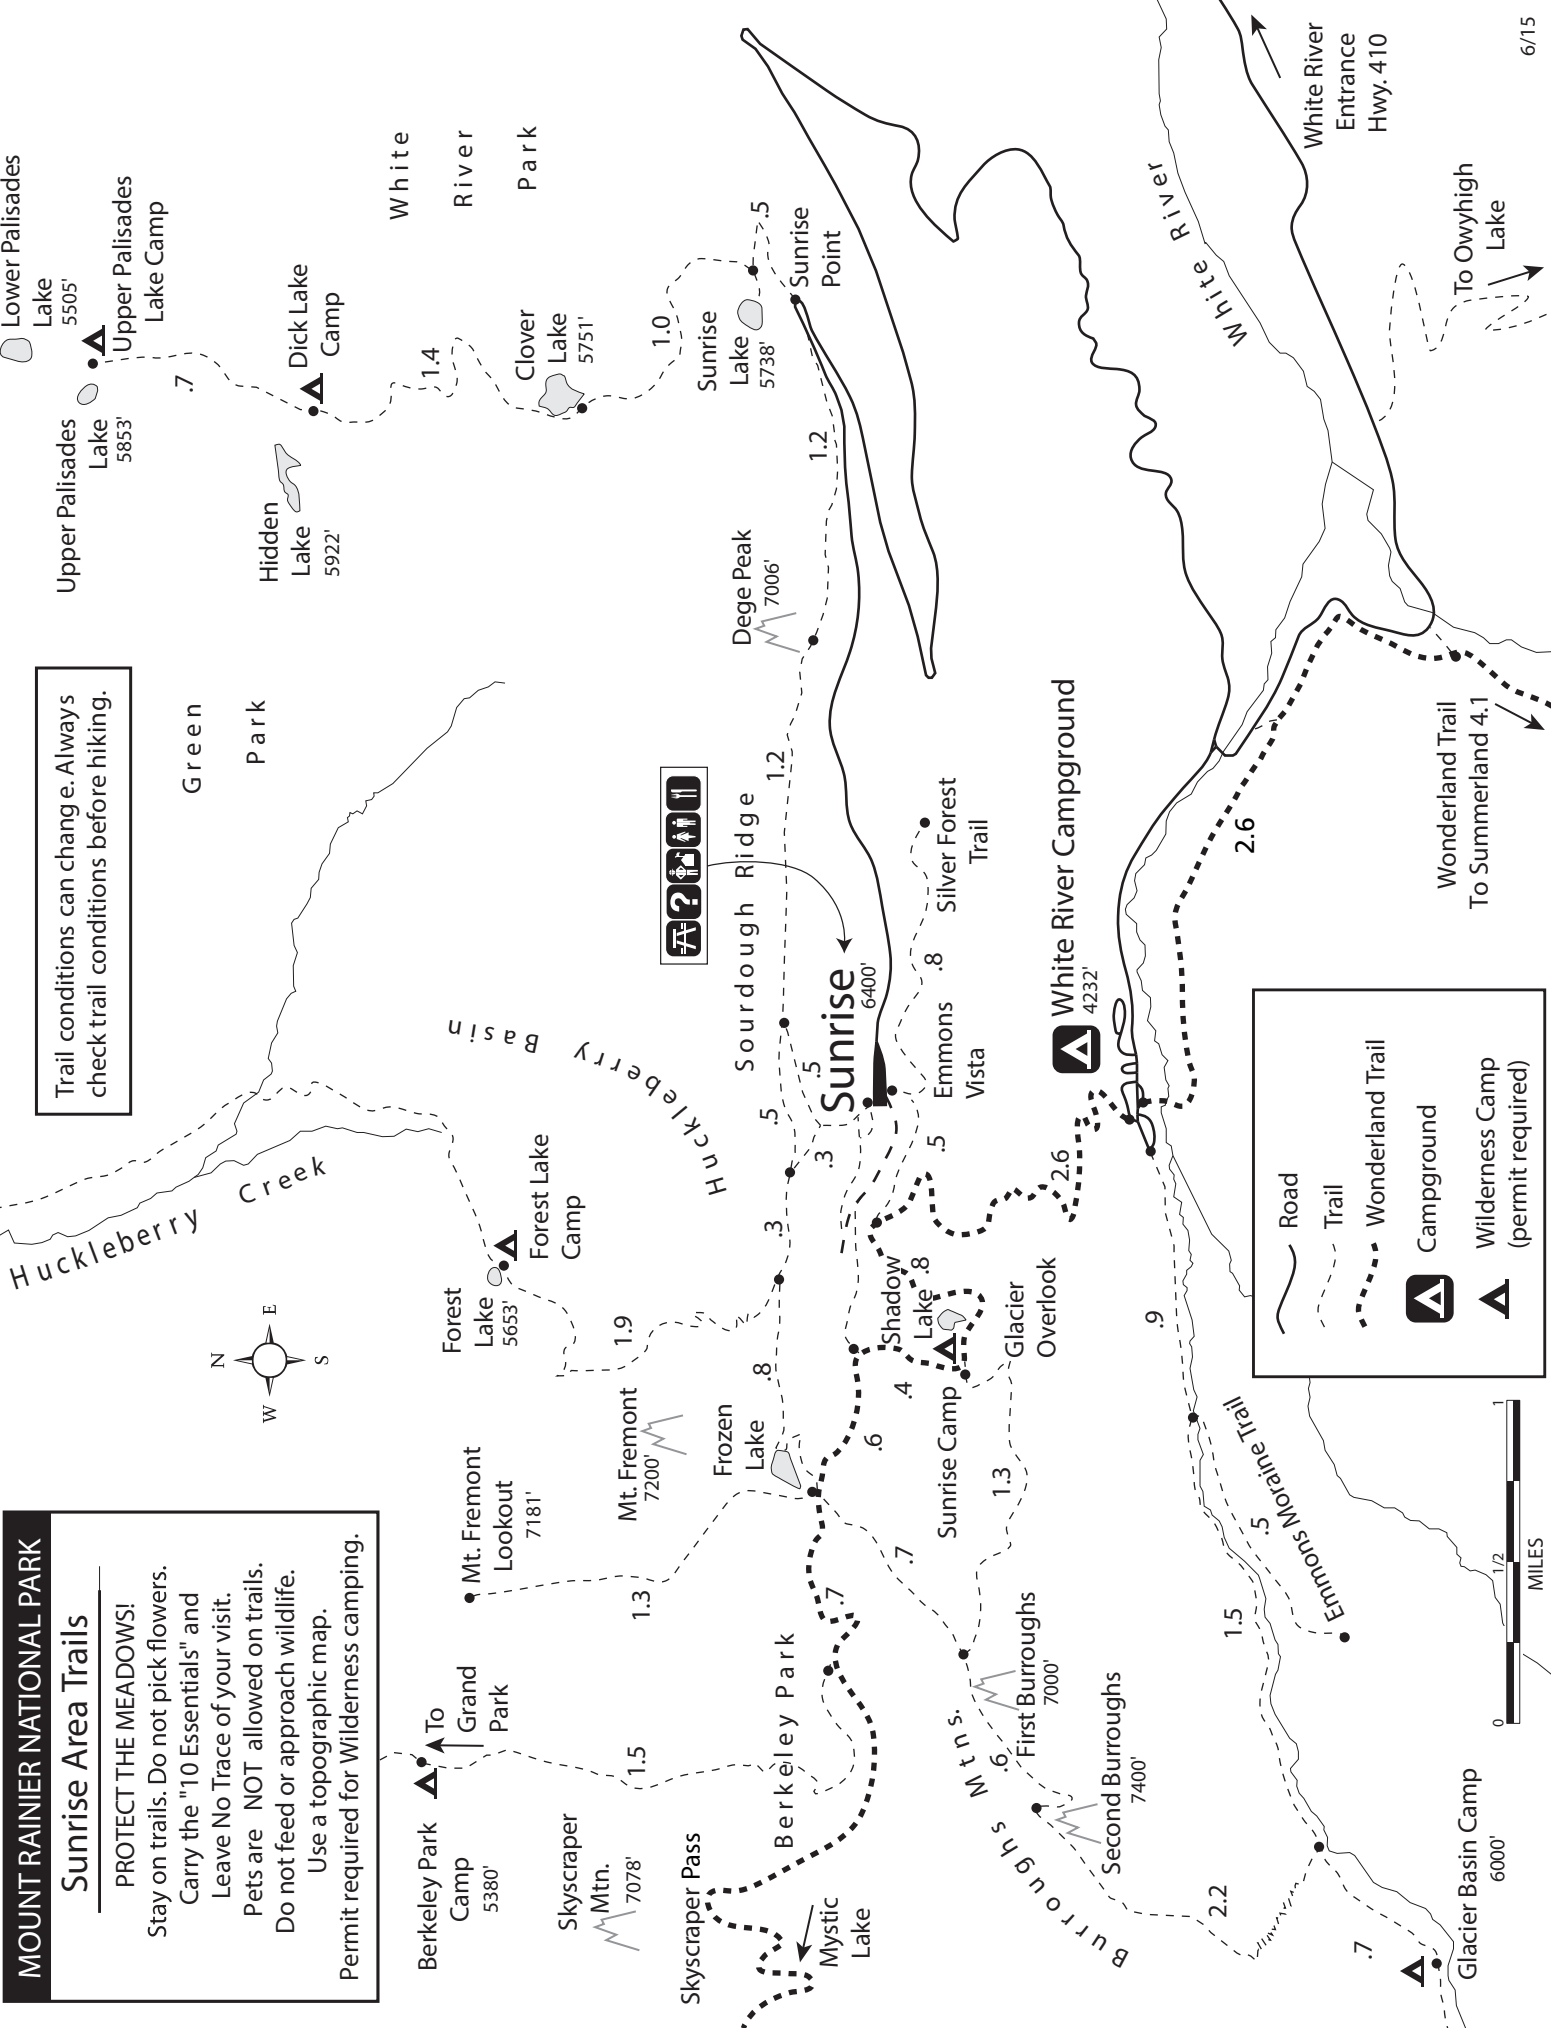 MOUNT RAINIER NATIONAL PARK
Sunrise Area Trails
PROTECT THE MEADOWS!
Stay on trails. Do not pick flowers.
Carry the "10 Essentials" and
Leave No Trace of your visit.
Pets are NOT allowed on trails.
Do not feed or approach wildlife.
Use a topographic map.
Permit required for Wilderness camping.
Trail conditions can change. Always
check trail conditions before hiking.
N
W
E
S
Huckleberry
Creek
Green
Park
Lower Palisades
Lake
5505'
Upper Palisades
Lake Camp
Upper Palisades
Lake
5853'
.7
Dick Lake
Camp
Hidden
Lake
5922'
1.4
White
River
Park
Clover
Lake
5751'
1.0
Sunrise
Lake
5738'
.5
Sunrise
Point
1.2
Dege Peak
7006'
1.2
Sourdough Ridge
Huckleberry Basin
Forest Lake
Camp
Forest
Lake
5653'
1.9
Mt. Fremont
7200'
Mt. Fremont
Lookout
7181'
1.3
Frozen
Lake
.8
.3
.5
.5
.3
?
Sunrise
6400'
Silver Forest
Trail
.8
Emmons
Vista
.5
To
Grand
Park
Berkeley Park
Camp
5380'
1.5
Berkeley Park
Skyscraper
Mtn.
7078'
Skyscraper Pass
Mystic
Lake
.7
.7
.6
.4
Shadow
Lake
.8
Sunrise Camp
Glacier
Overlook
1.3
First Burroughs
7000'
.6
Second Burroughs
7400'
Burroughs Mtns.
2.2
2.6
White River Campground
4232'
2.6
.9
1.5
.5
Emmons Moraine Trail
.7
Glacier Basin Camp
6000'
White River
White River
Entrance
Hwy. 410
To Owyhigh
Lake
Wonderland Trail
To Summerland 4.1
Road
Trail
Wonderland Trail
Campground
Wilderness Camp
(permit required)
0
1/2
1
MILES
6/15